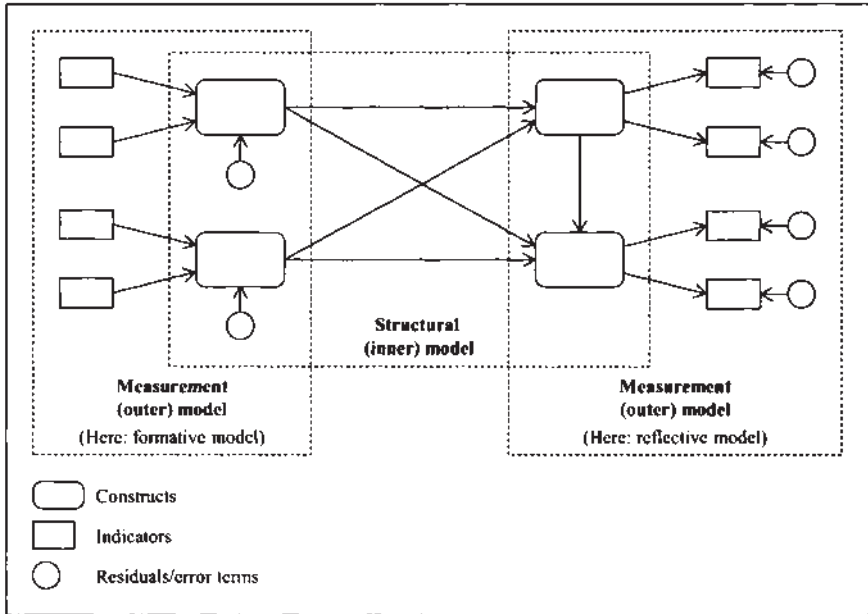 Structural
(inner) model
Measurement
(outer) model
(Here: formative model)
Measurement
(outer) model
(Here: reflective model)
Constructs
Indicators
Residuals/error terms